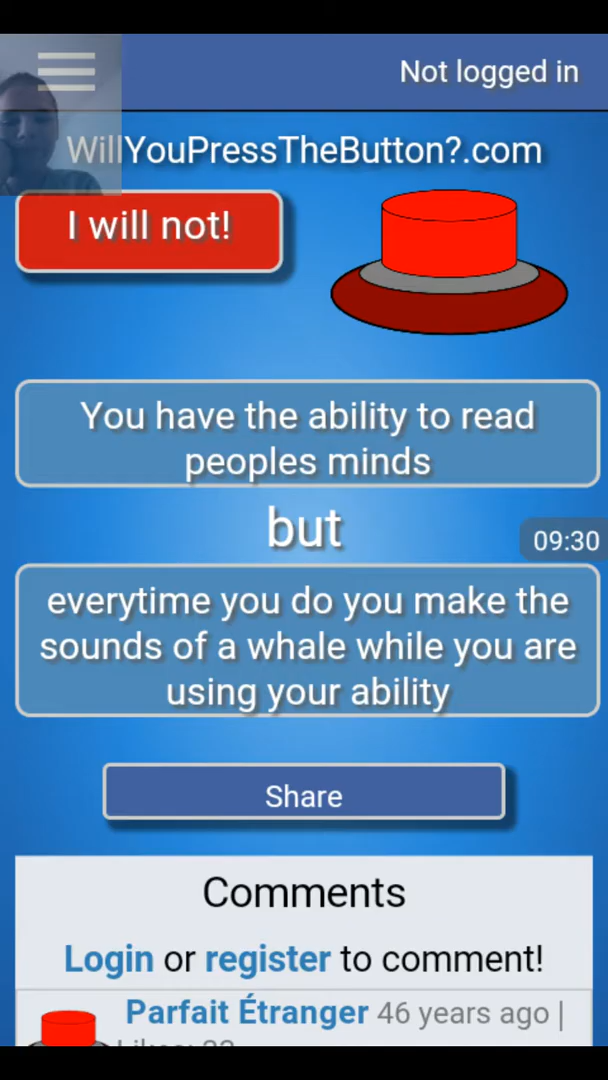 Not logged in
WillYouPressTheButton?.com
I will not!
You have the ability to read
peoples minds
but
09:30
everytime you do you make the
sounds of a whale while you are
using your ability
Share
Comments
Login or register to comment!
Parfait Étranger 46 years ago |